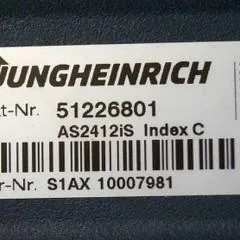 JUNGHEINRICH
t-Nr. 51226801
AS2412iS Index C
r-Nr. S1AX 10007981